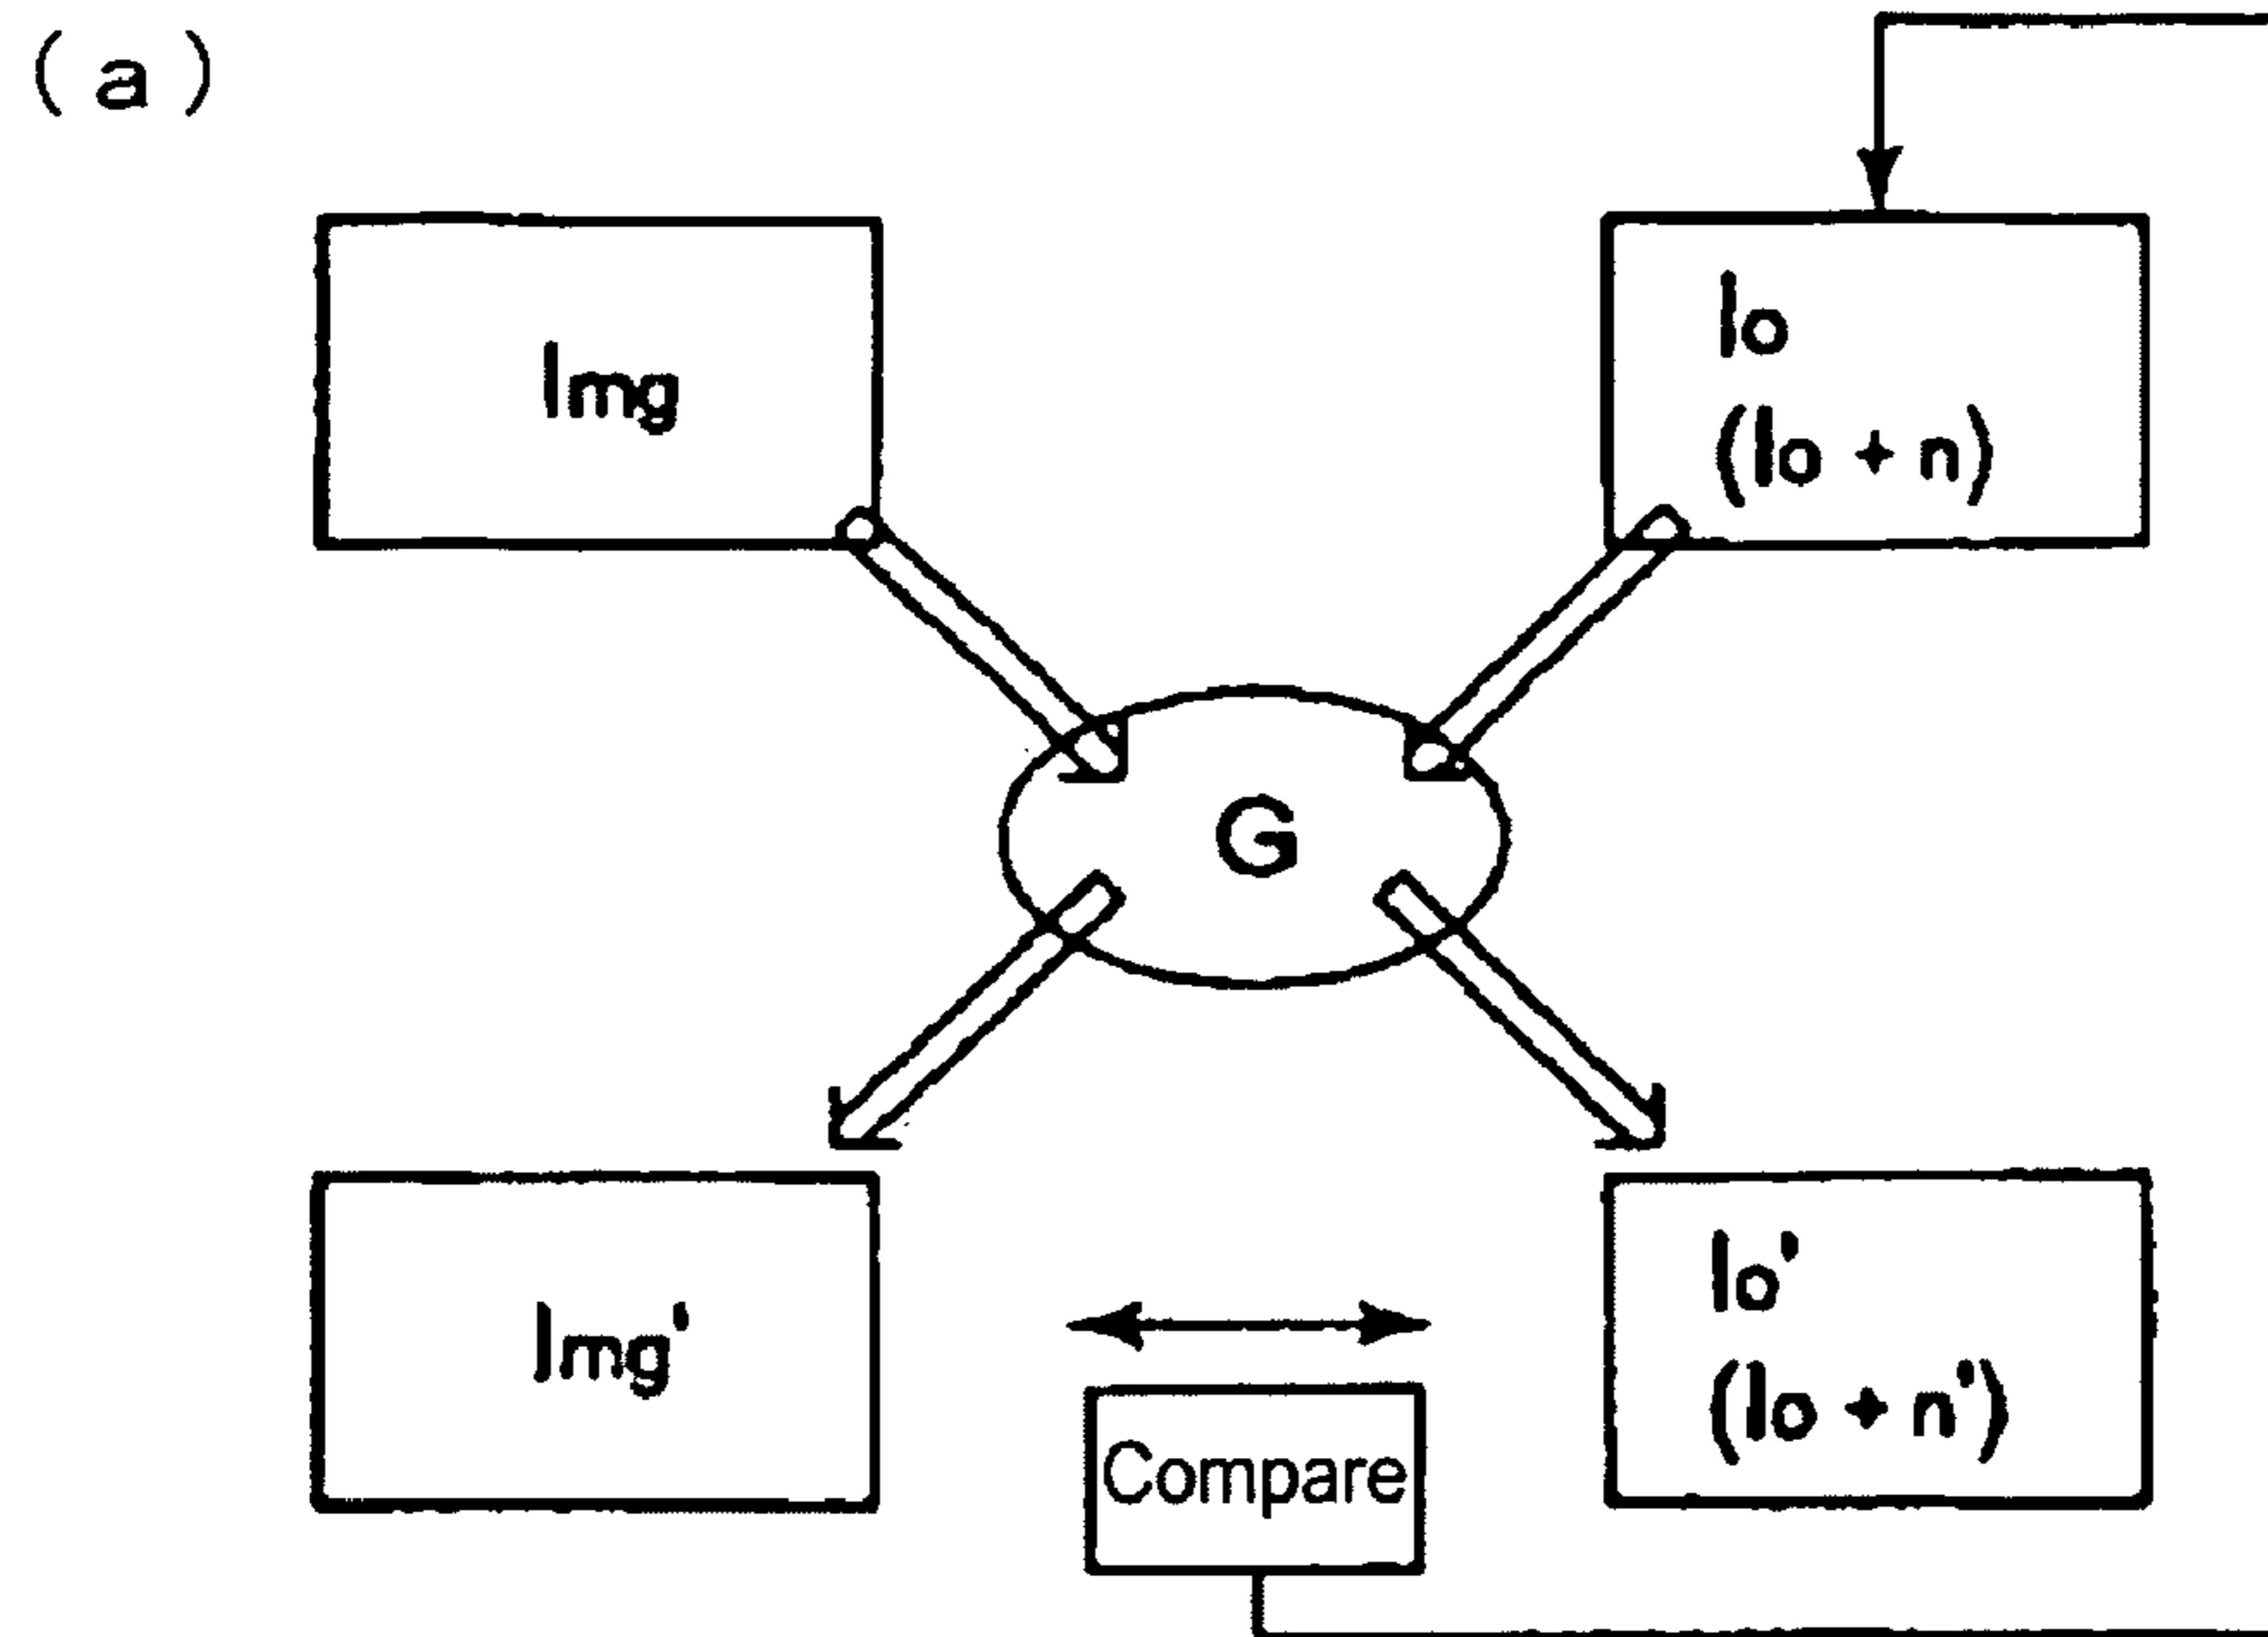 (a)
Img
Io
(Io + n)
G
Img'
Io'
(Io + n')
Compare